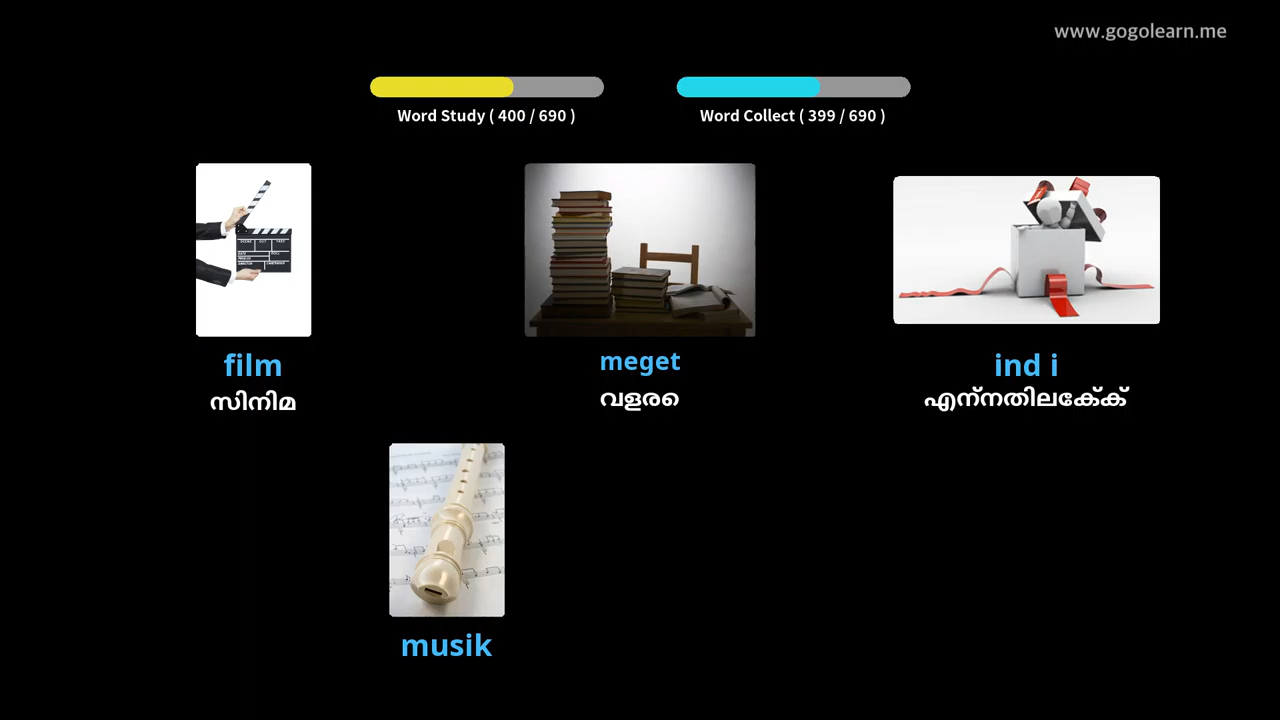 www.gogolearn.me
Word Study ( 400 / 690 )
Word Collect ( 399 / 690 )
film
സിനിമ
meget
വളരെ
ind i
എന്നതിലേക്ക്
musik